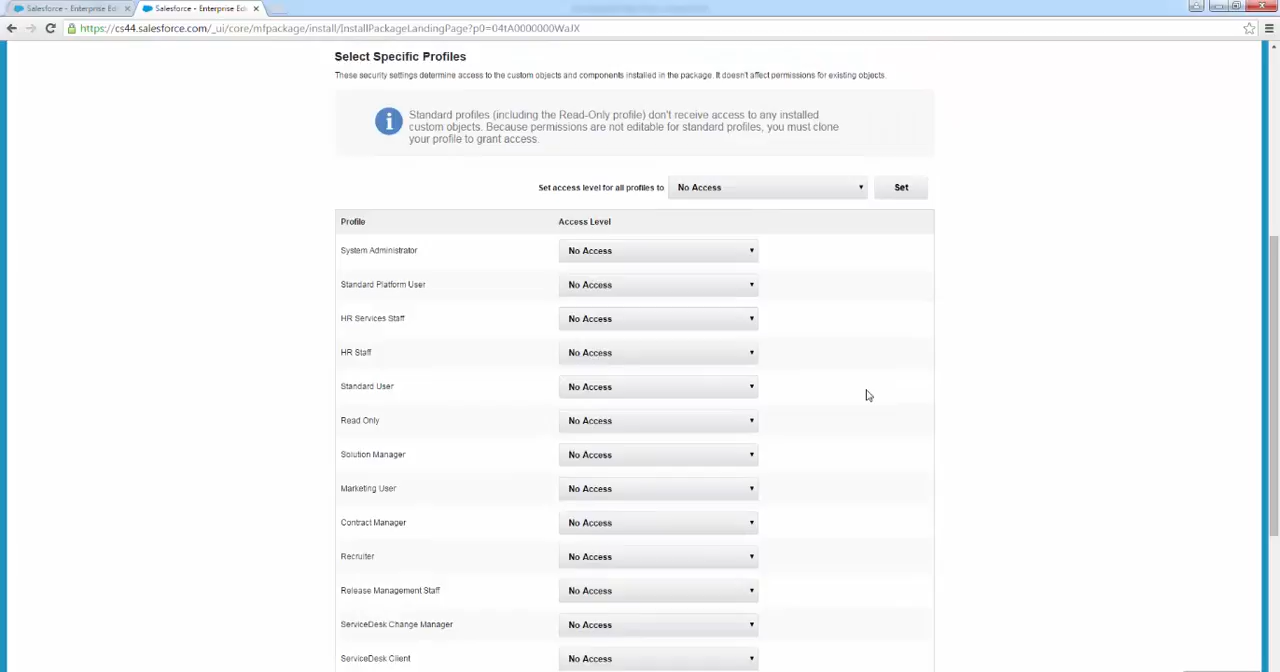 Salesforce - Enterprise Ed
Salesforce - Enterprise Ed
https://cs44.salesforce.com/_ui/core/mfpackage/install/InstallPackageLandingPage?p0=04tA0000000WaJX
Select Specific Profiles
These security settings determine access to the custom objects and components installed in the package. It doesn't affect permissions for existing objects.
Standard profiles (including the Read-Only profile) don't receive access to any installed
custom objects. Because permissions are not editable for standard profiles, you must clone
your profile to grant access.
Set access level for all profiles to No Access Set
Profile Access Level
System Administrator No Access
Standard Platform User No Access
HR Services Staff No Access
HR Staff No Access
Standard User No Access
Read Only No Access
Solution Manager No Access
Marketing User No Access
Contract Manager No Access
Recruiter No Access
Release Management Staff No Access
ServiceDesk Change Manager No Access
ServiceDesk Client No Access